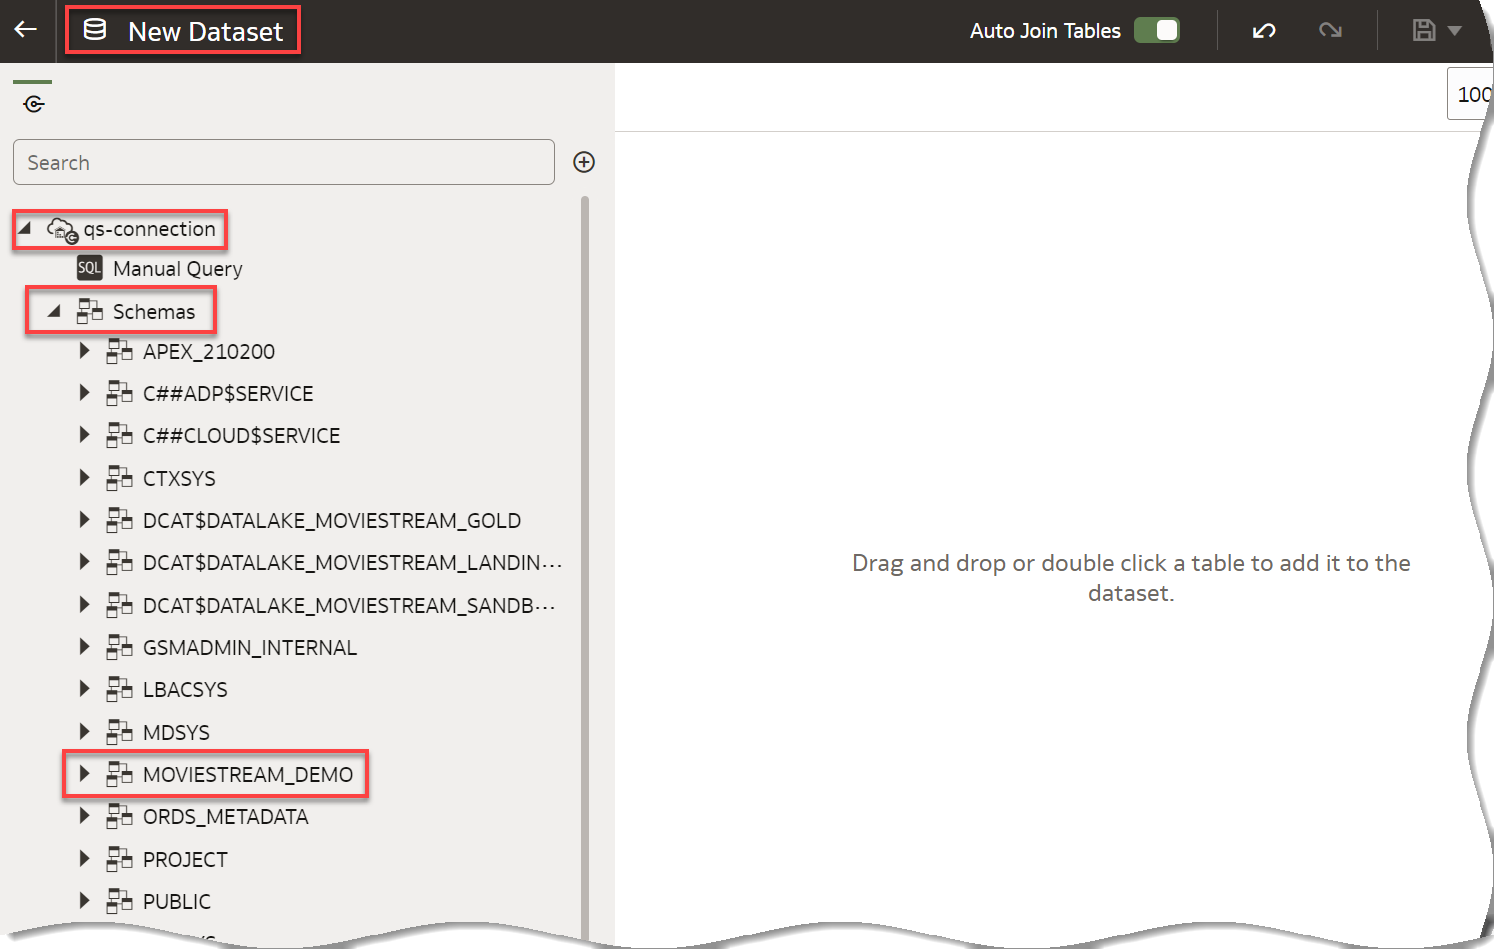 New Dataset
Auto Join Tables
100
Search
qs-connection
SQL Manual Query
Schemas
APEX_210200
C##ADP$SERVICE
C##CLOUD$SERVICE
CTXSYS
DCAT$DATALAKE_MOVIESTREAM_GOLD
DCAT$DATALAKE_MOVIESTREAM_LANDIN...
DCAT$DATALAKE_MOVIESTREAM_SANDB...
GSMADMIN_INTERNAL
LBACSYS
MDSYS
MOVIESTREAM_DEMO
ORDS_METADATA
PROJECT
PUBLIC
Drag and drop or double click a table to add it to the
dataset.